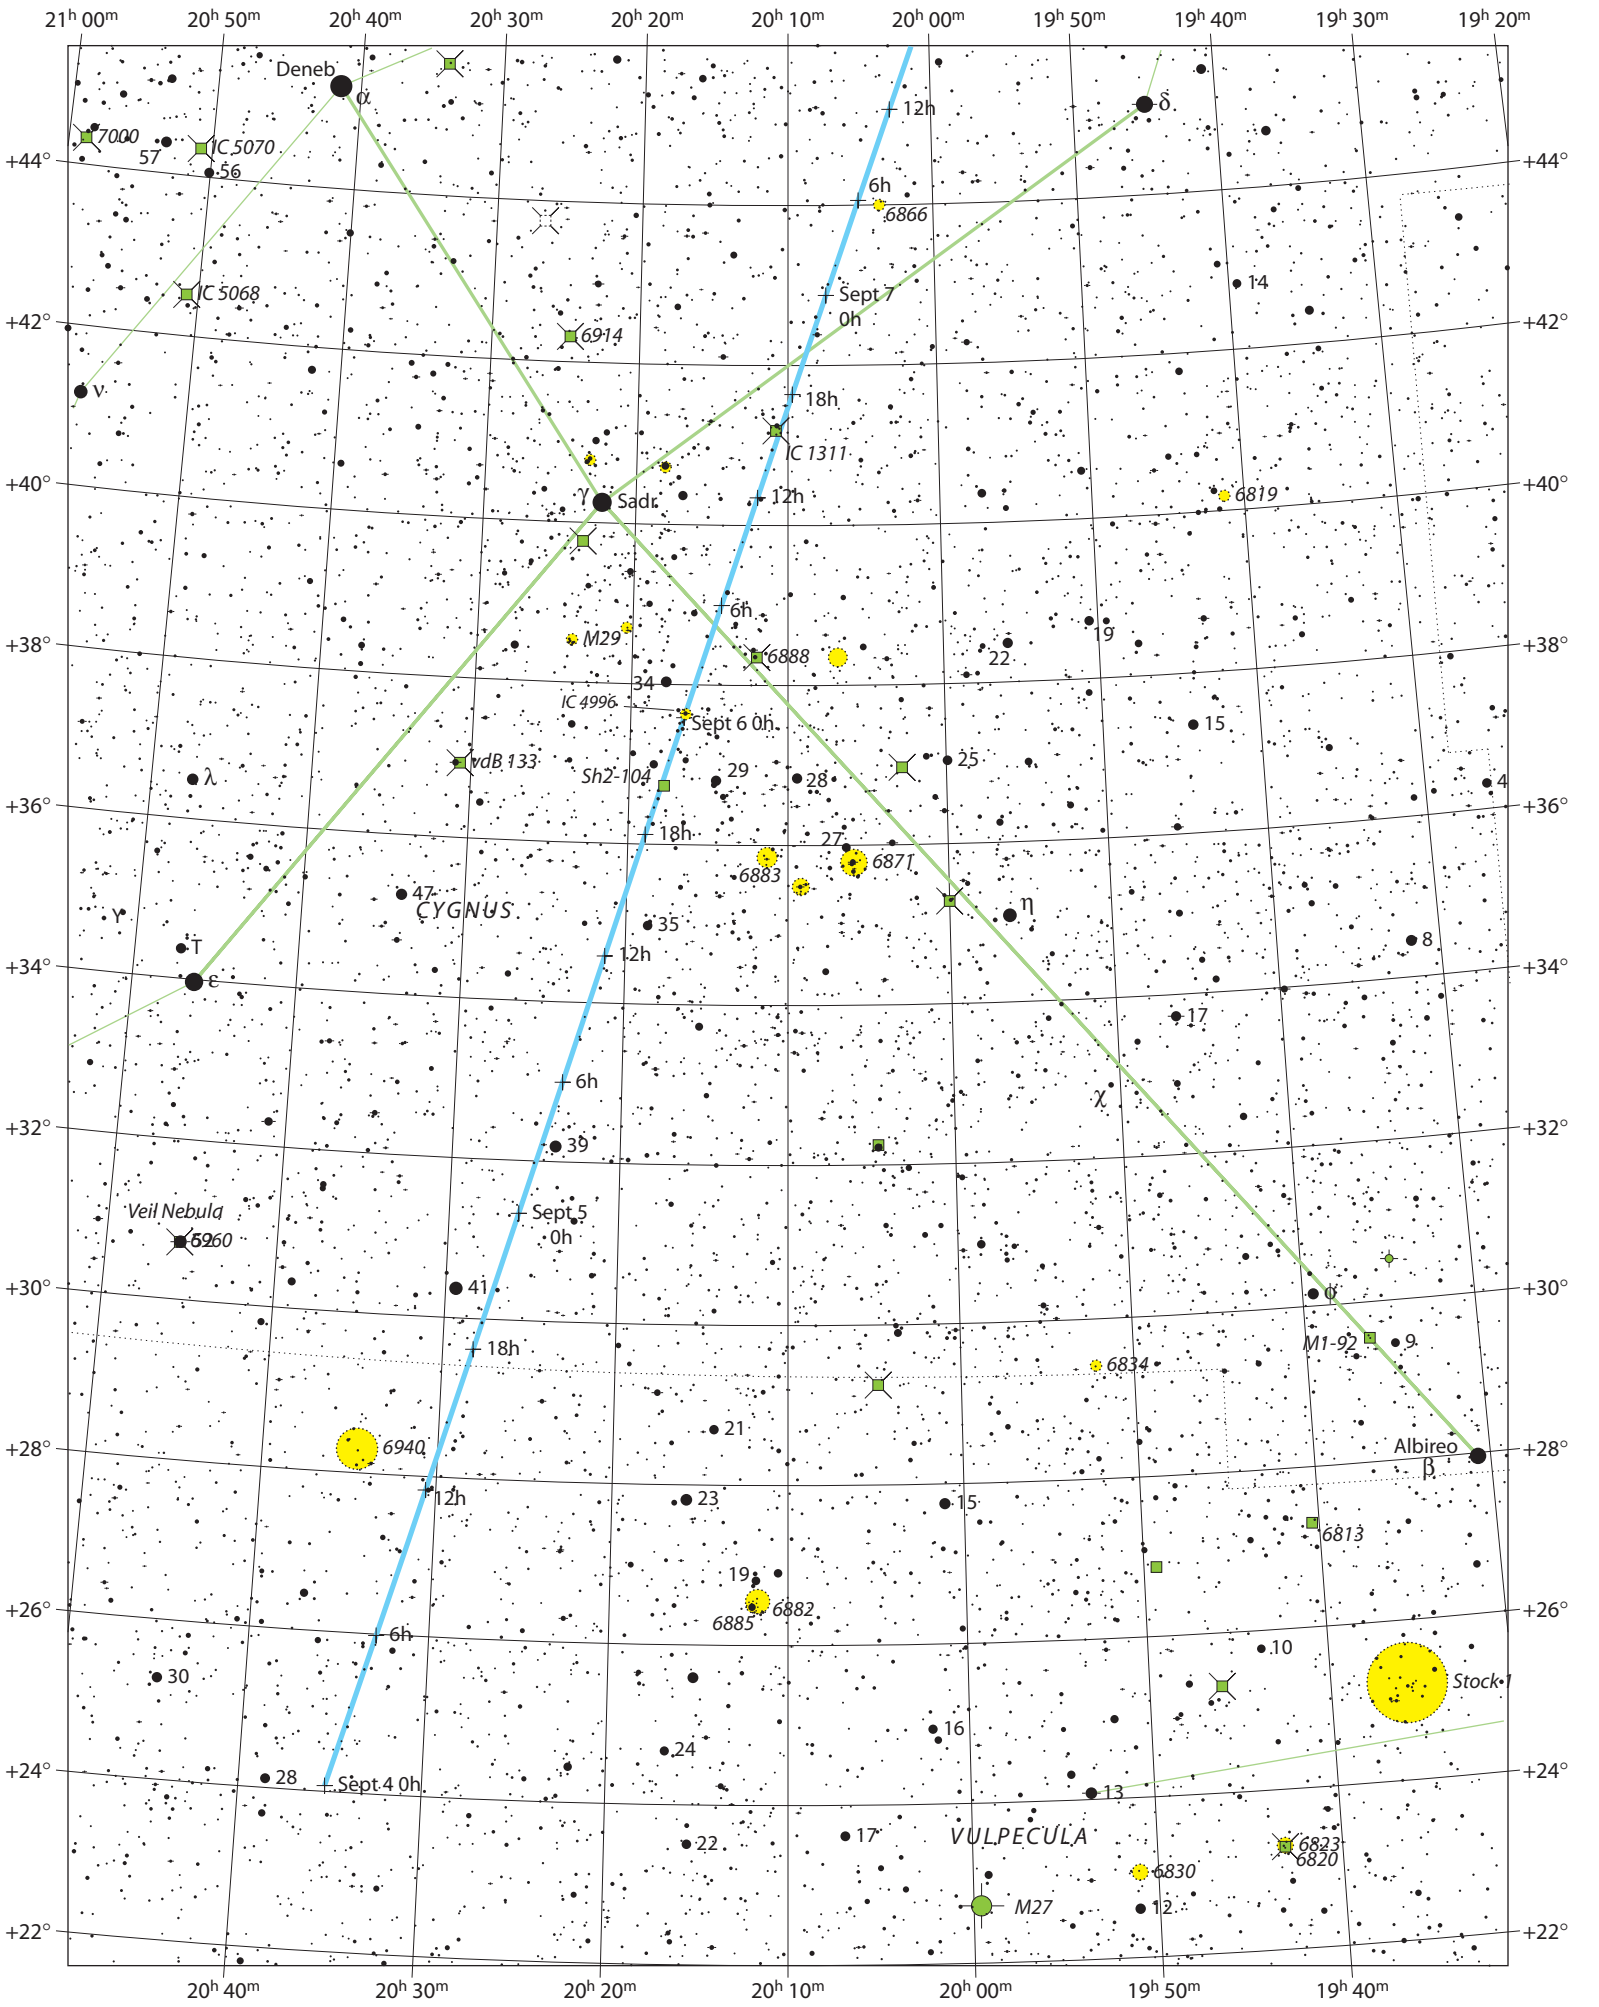 21ʰ 00ᵐ 20ʰ 50ᵐ 20ʰ 40ᵐ 20ʰ 30ᵐ 20ʰ 20ᵐ 20ʰ 10ᵐ 20ʰ 00ᵐ 19ʰ 50ᵐ 19ʰ 40ᵐ 19ʰ 30ᵐ 19ʰ 20ᵐ
Deneb
α
δ
12h
7000
57
IC 5070
56
+44°
+44°
6h
6866
IC 5068
Sept 7
0h
14
+42°
+42°
6914
ν
18h
IC 1311
+40°
+40°
γ
Sadr
12h
6819
6h
M29
19
22
+38°
+38°
6888
34
IC 4996
Sept 6 0h
15
vdB 133
Sh2-104
29
28
25
λ
4
+36°
+36°
18h
27
6871
6883
47
CYGNUS
35
η
Y
T
8
12h
+34°
+34°
ε
17
6h
χ
+32°
+32°
39
Veil Nebula
52
6960
Sept 5
0h
41
+30°
+30°
φ
18h
M1-92
9
6834
21
6940
Albireo
β
+28°
+28°
12h
23
15
6813
19
6882
6885
+26°
+26°
6h
10
30
Stock 1
16
24
+24°
+24°
28
Sept 4 0h
13
22
17
VULPECULA
6823
6820
6830
M27
12
+22°
+22°
20ʰ 40ᵐ 20ʰ 30ᵐ 20ʰ 20ᵐ 20ʰ 10ᵐ 20ʰ 00ᵐ 19ʰ 50ᵐ 19ʰ 40ᵐ